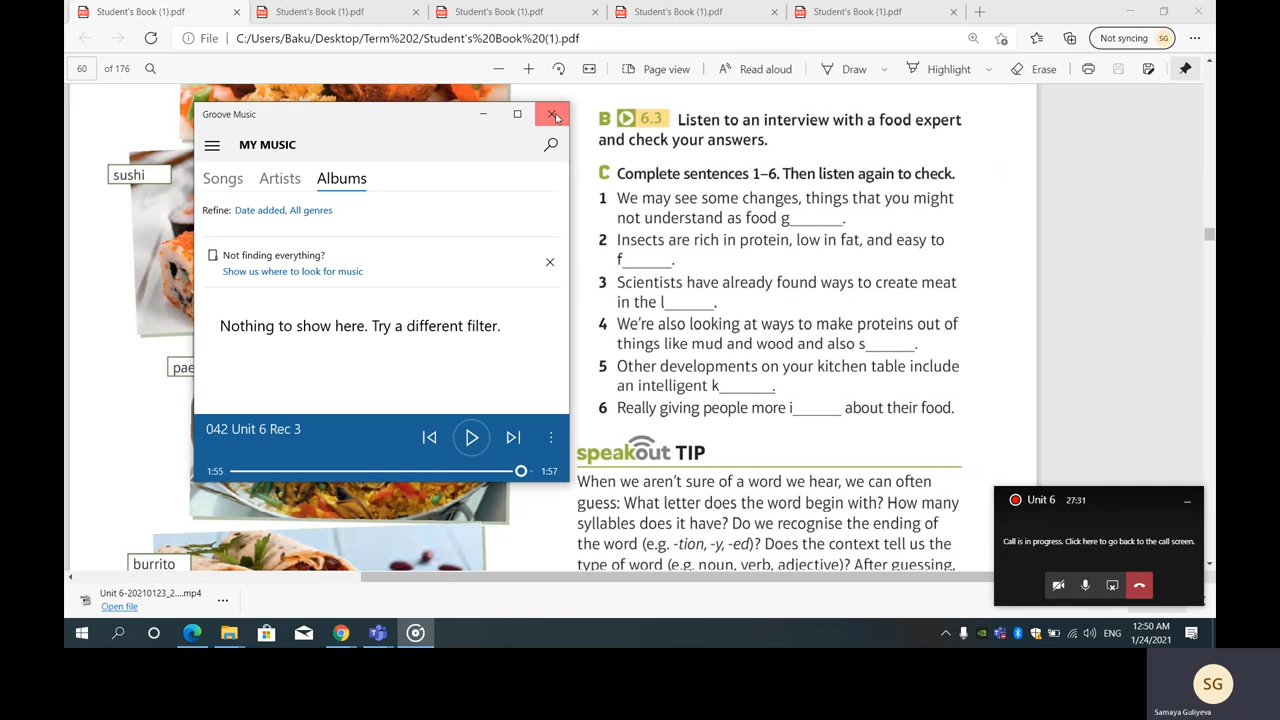 Student's Book (1).pdf
Student's Book (1).pdf
Student's Book (1).pdf
Student's Book (1).pdf
Student's Book (1).pdf
File
C:/Users/Baku/Desktop/Term%202/Student's%20Book%20(1).pdf
Not syncing
SG
60
of 176
Page view
Read aloud
Draw
Highlight
Erase
sushi
pae
burrito
Groove Music
MY MUSIC
Songs
Artists
Albums
Refine: Date added, All genres
Not finding everything?
Show us where to look for music
Nothing to show here. Try a different filter.
042 Unit 6 Rec 3
1:55
1:57
B 6.3 Listen to an interview with a food expert
and check your answers.
C Complete sentences 1–6. Then listen again to check.
1 We may see some changes, things that you might
not understand as food g______.
2 Insects are rich in protein, low in fat, and easy to
f______.
3 Scientists have already found ways to create meat
in the l______.
4 We're also looking at ways to make proteins out of
things like mud and wood and also s______.
5 Other developments on your kitchen table include
an intelligent k_______.
6 Really giving people more i______ about their food.
speakout TIP
When we aren't sure of a word we hear, we can often
guess: What letter does the word begin with? How many
syllables does it have? Do we recognise the ending of
the word (e.g. -tion, -y, -ed)? Does the context tell us the
type of word (e.g. noun, verb, adjective)? After guessing,
Unit 6
27:31
Call is in progress. Click here to go back to the call screen.
Unit 6-20210123_2....mp4
Open file
ENG
12:50 AM
1/24/2021
SG
Samaya Guliyeva